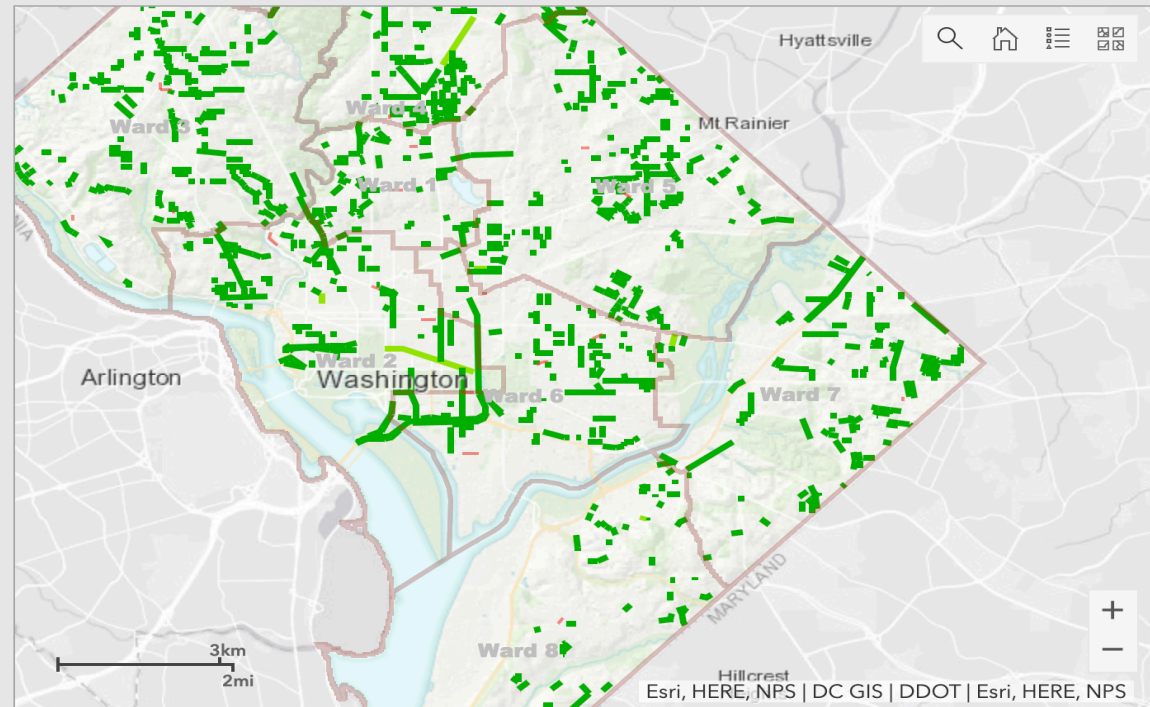 Hyattsville
Ward 4
Ward 3
Mt Rainier
Ward 1
Ward 5
Ward 2
Arlington
Washington
Ward 6
Ward 7
MARYLAND
Ward 8
3km
2mi
Hillcrest
+
−
Esri, HERE, NPS | DC GIS | DDOT | Esri, HERE, NPS